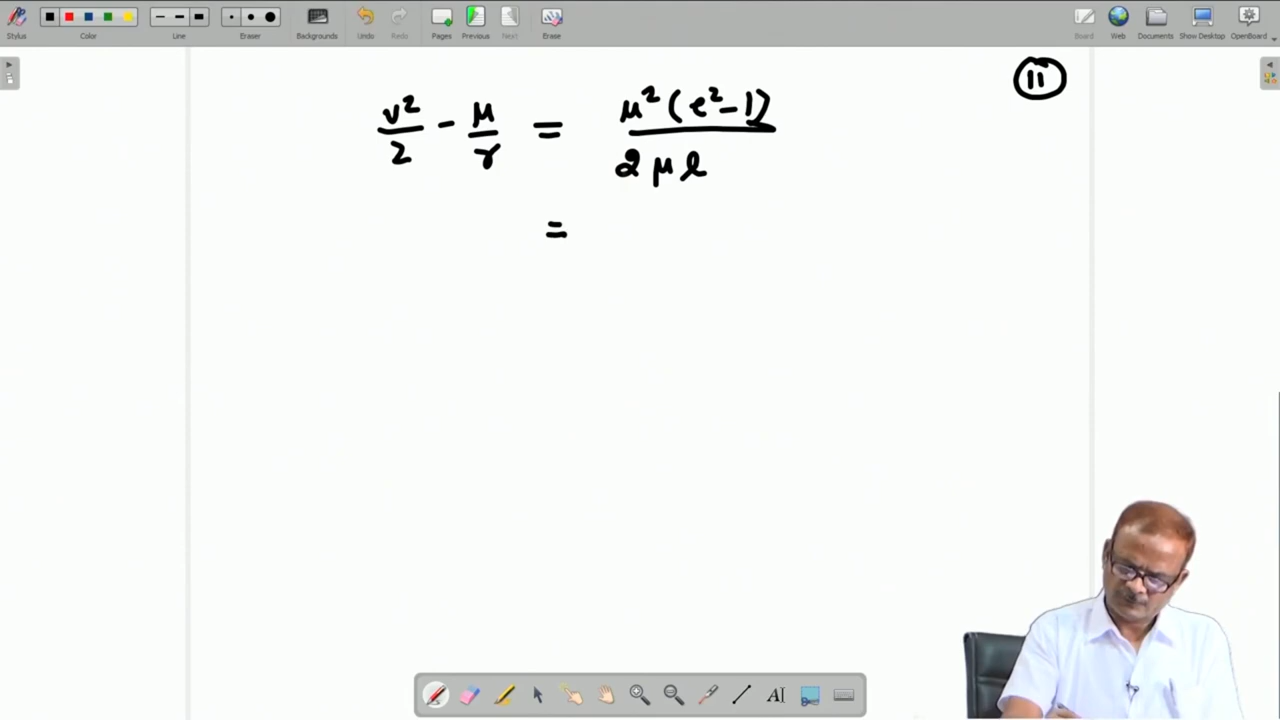 Stylus
Color
Line
Eraser
Backgrounds
Undo
Redo
Pages
Previous
Next
Erase
Board
Web
Documents
Show Desktop
OpenBoard
11
v²/2 - μ/r = μ²(e²-1)/2μl
=
AI